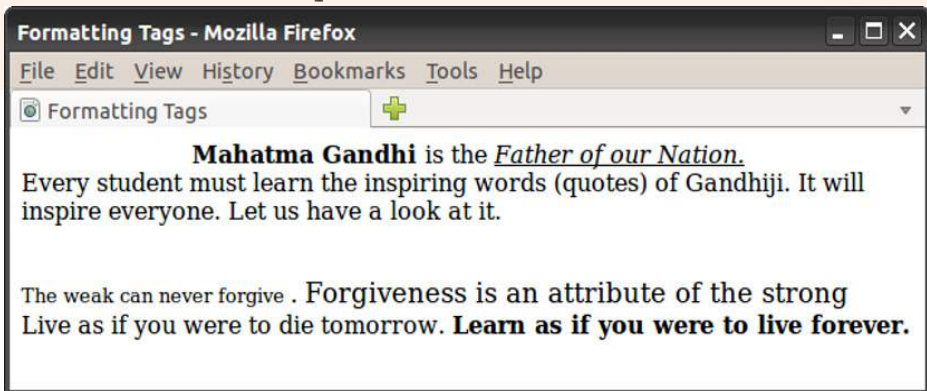 Formatting Tags - Mozilla Firefox
File Edit View History Bookmarks Tools Help
Formatting Tags
Mahatma Gandhi is the Father of our Nation.
Every student must learn the inspiring words (quotes) of Gandhiji. It will
inspire everyone. Let us have a look at it.
The weak can never forgive . Forgiveness is an attribute of the strong
Live as if you were to die tomorrow. Learn as if you were to live forever.